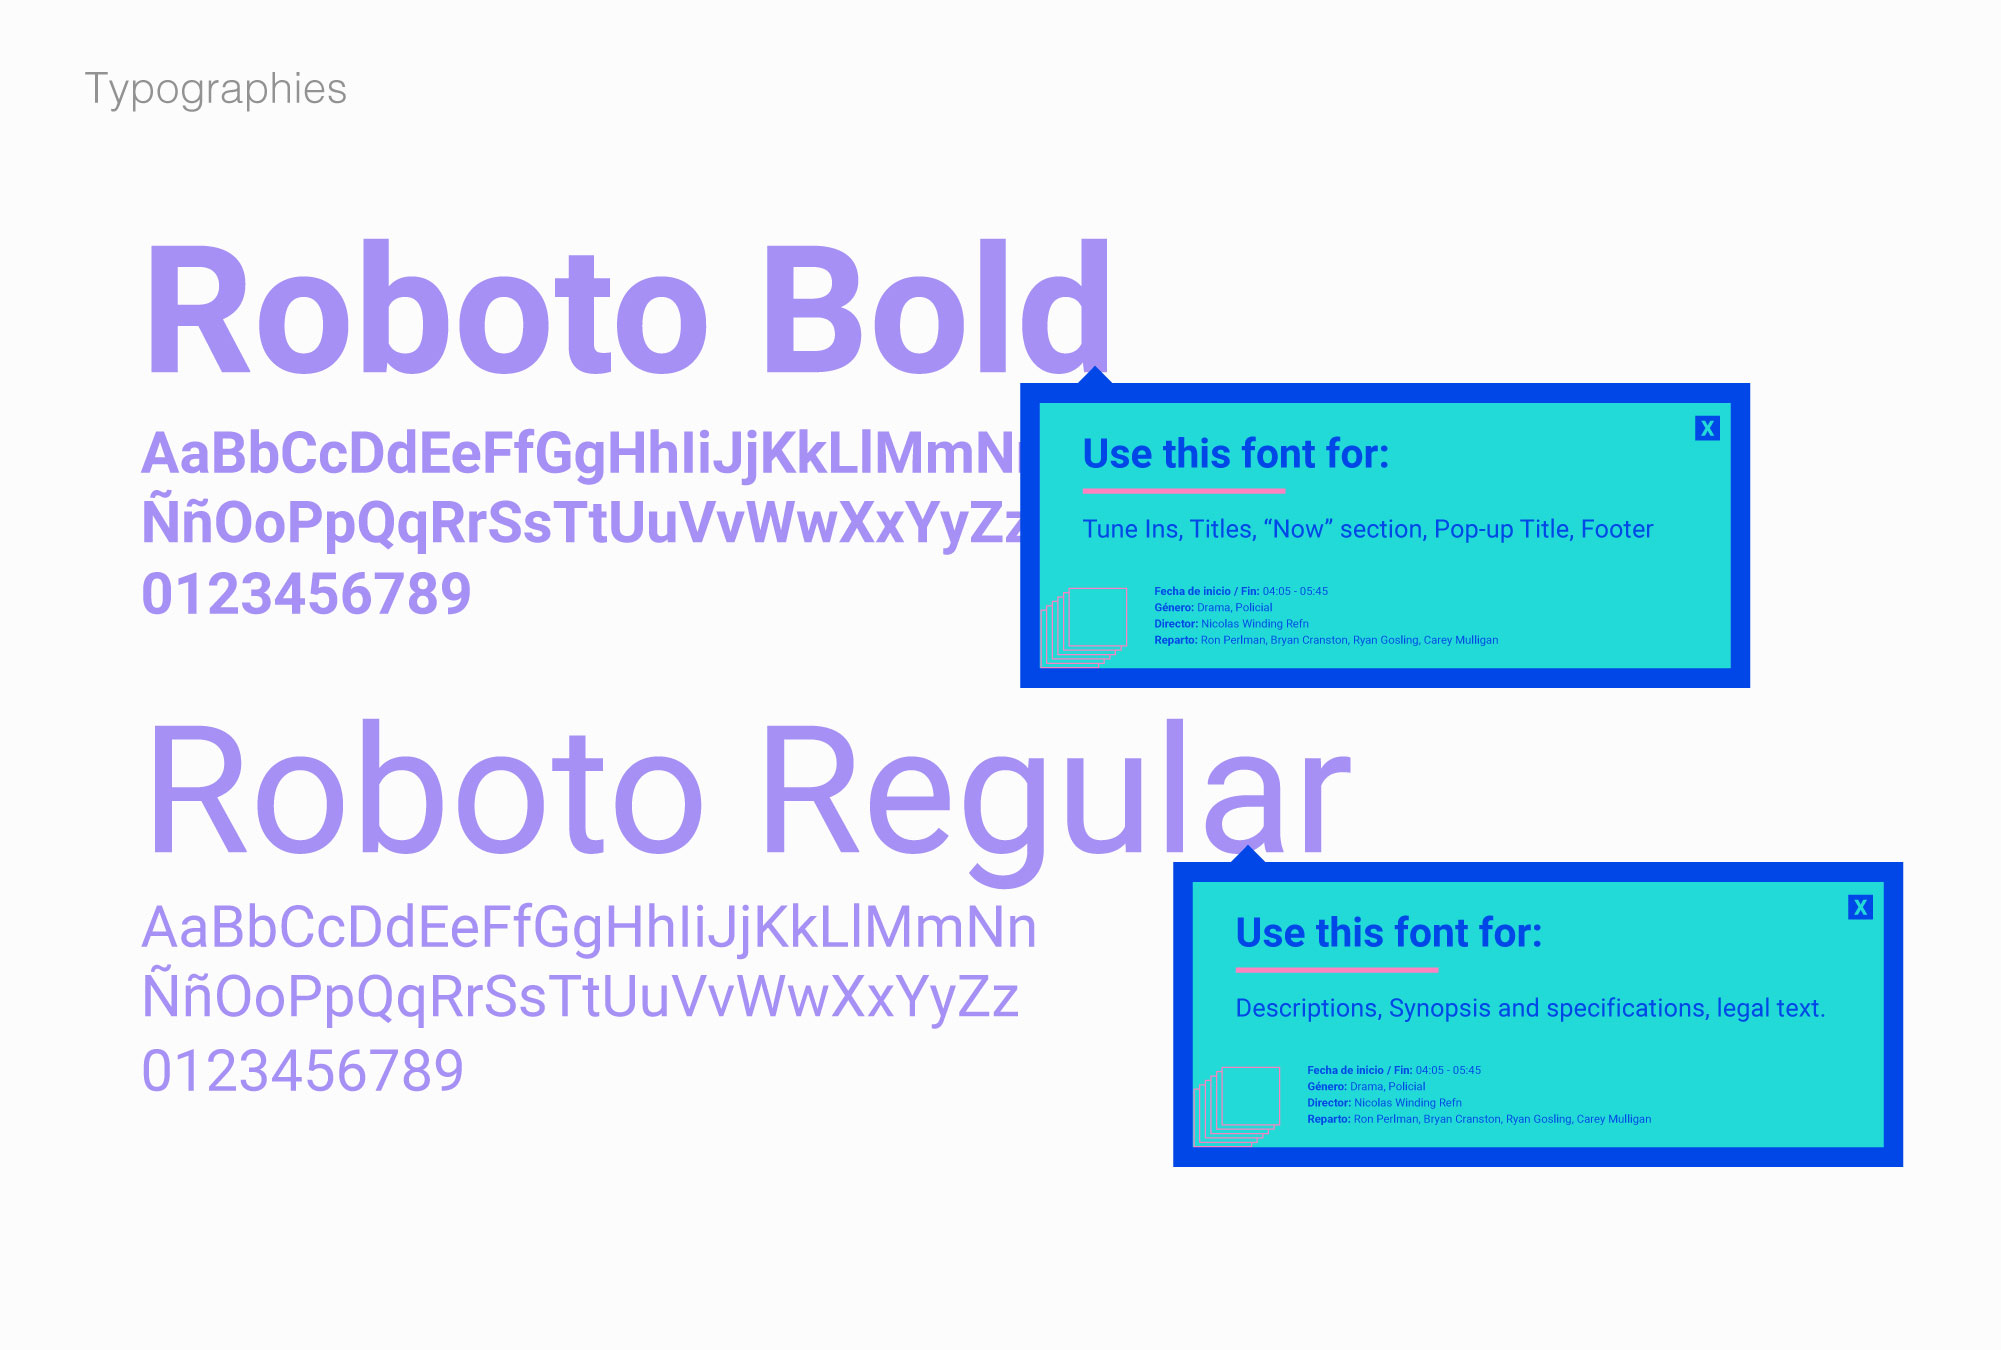 Typographies
Roboto Bold
AaBbCcDdEeFfGgHhIiJjKkLlMmN
ÑñOoPpQqRrSsTtUuVvWwXxYyZz
0123456789
X
Use this font for:
Tune Ins, Titles, “Now” section, Pop-up Title, Footer
Fecha de inicio / Fin: 04:05 - 05:45
Género: Drama, Policial
Director: Nicolas Winding Refn
Reparto: Ron Perlman, Bryan Cranston, Ryan Gosling, Carey Mulligan
Roboto Regular
AaBbCcDdEeFfGgHhIiJjKkLlMmNn
ÑñOoPpQqRrSsTtUuVvWwXxYyZz
0123456789
X
Use this font for:
Descriptions, Synopsis and specifications, legal text.
Fecha de inicio / Fin: 04:05 - 05:45
Género: Drama, Policial
Director: Nicolas Winding Refn
Reparto: Ron Perlman, Bryan Cranston, Ryan Gosling, Carey Mulligan